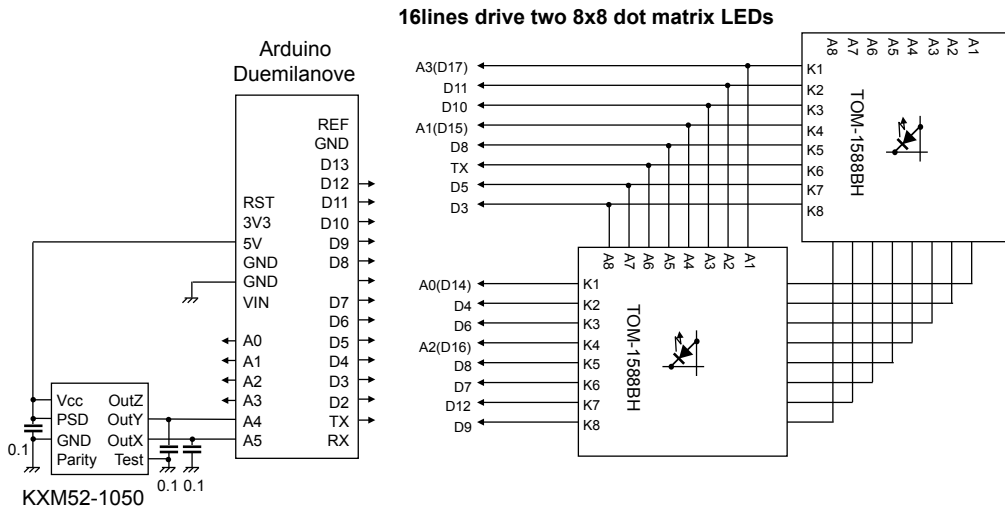 16lines drive two 8x8 dot matrix LEDs
Arduino
Duemilanove
REF
GND
D13
D12
RST D11
3V3 D10
5V D9
GND D8
GND
VIN D7
D6
A0 D5
A1 D4
A2 D3
A3 D2
A4 TX
A5 RX
Vcc OutZ
PSD OutY
GND OutX
Parity Test
0.1
0.1 0.1
KXM52-1050
A8 A7 A6 A5 A4 A3 A2 A1
A3(D17) K1
D11 K2
D10 K3
A1(D15) K4
D8 K5
TX K6
D5 K7
D3 K8
TOM-1588BH
A8 A7 A6 A5 A4 A3 A2 A1
A0(D14) K1
D4 K2
D6 K3
A2(D16) K4
D8 K5
D7 K6
D12 K7
D9 K8
TOM-1588BH